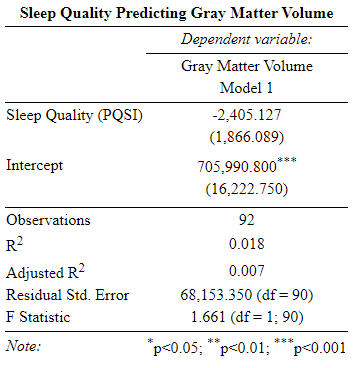 Sleep Quality Predicting Gray Matter Volume
Dependent variable:
Gray Matter Volume
Model 1
Sleep Quality (PQSI) -2,405.127
(1,866.089)
Intercept 705,990.800***
(16,222.750)
Observations 92
R2 0.018
Adjusted R2 0.007
Residual Std. Error 68,153.350 (df = 90)
F Statistic 1.661 (df = 1; 90)
Note: *p<0.05; **p<0.01; ***p<0.001